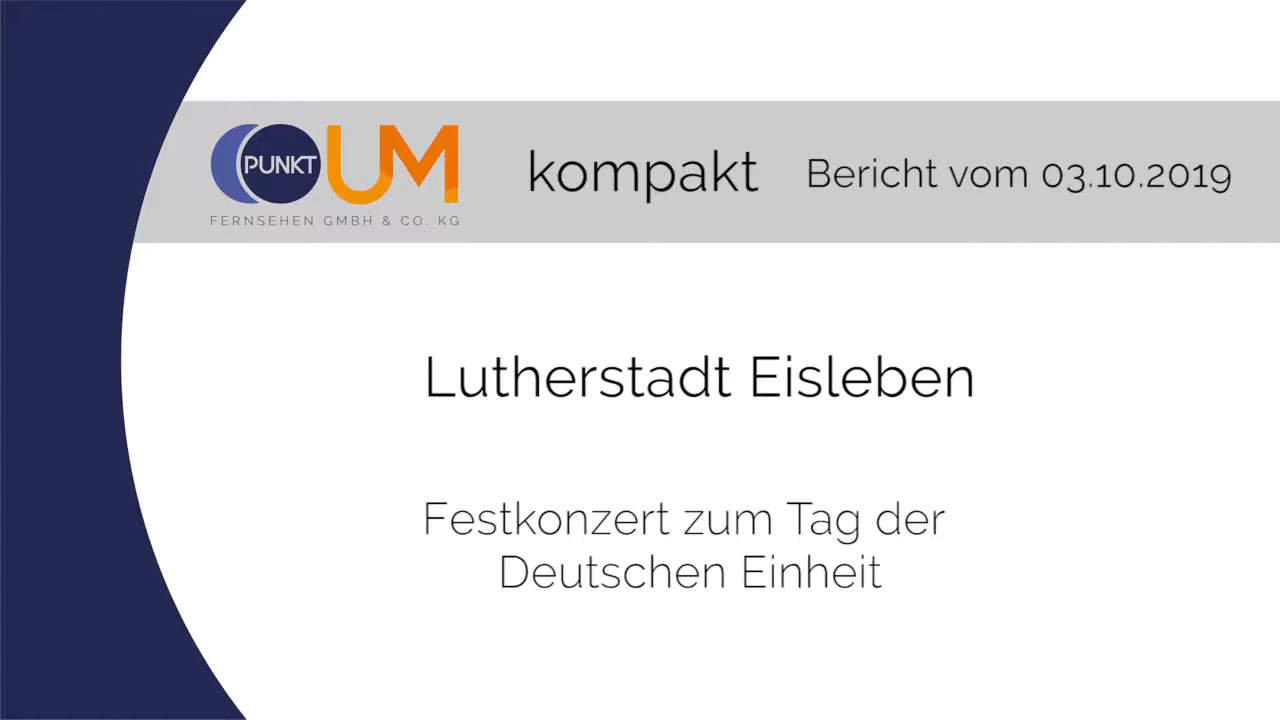 PUNKT UM
FERNSEHEN GMBH & CO. KG
kompakt Bericht vom 03.10.2019
Lutherstadt Eisleben
Festkonzert zum Tag der
Deutschen Einheit